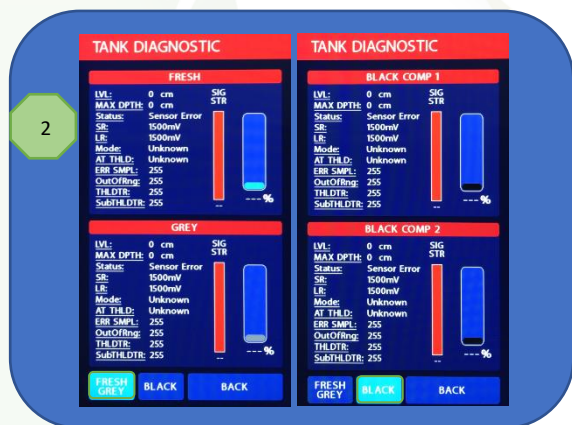 2
TANK DIAGNOSTIC
FRESH
LVL: 0 cm
MAX DPTH: 0 cm
Status: Sensor Error
SR: 1500mV
LR: 1500mV
Mode: Unknown
AT THLD: Unknown
ERR SMPL: 255
OutOfRng: 255
THLDTR: 255
SubTHLDTR: 255
SIG
STR
--
---%
GREY
LVL: 0 cm
MAX DPTH: 0 cm
Status: Sensor Error
SR: 1500mV
LR: 1500mV
Mode: Unknown
AT THLD: Unknown
ERR SMPL: 255
OutOfRng: 255
THLDTR: 255
SubTHLDTR: 255
SIG
STR
--
---%
FRESH
GREY
BLACK
BACK
TANK DIAGNOSTIC
BLACK COMP 1
LVL: 0 cm
MAX DPTH: 0 cm
Status: Sensor Error
SR: 1500mV
LR: 1500mV
Mode: Unknown
AT THLD: Unknown
ERR SMPL: 255
OutOfRng: 255
THLDTR: 255
SubTHLDTR: 255
SIG
STR
--
---%
BLACK COMP 2
LVL: 0 cm
MAX DPTH: 0 cm
Status: Sensor Error
SR: 1500mV
LR: 1500mV
Mode: Unknown
AT THLD: Unknown
ERR SMPL: 255
OutOfRng: 255
THLDTR: 255
SubTHLDTR: 255
SIG
STR
--
---%
FRESH
GREY
BLACK
BACK